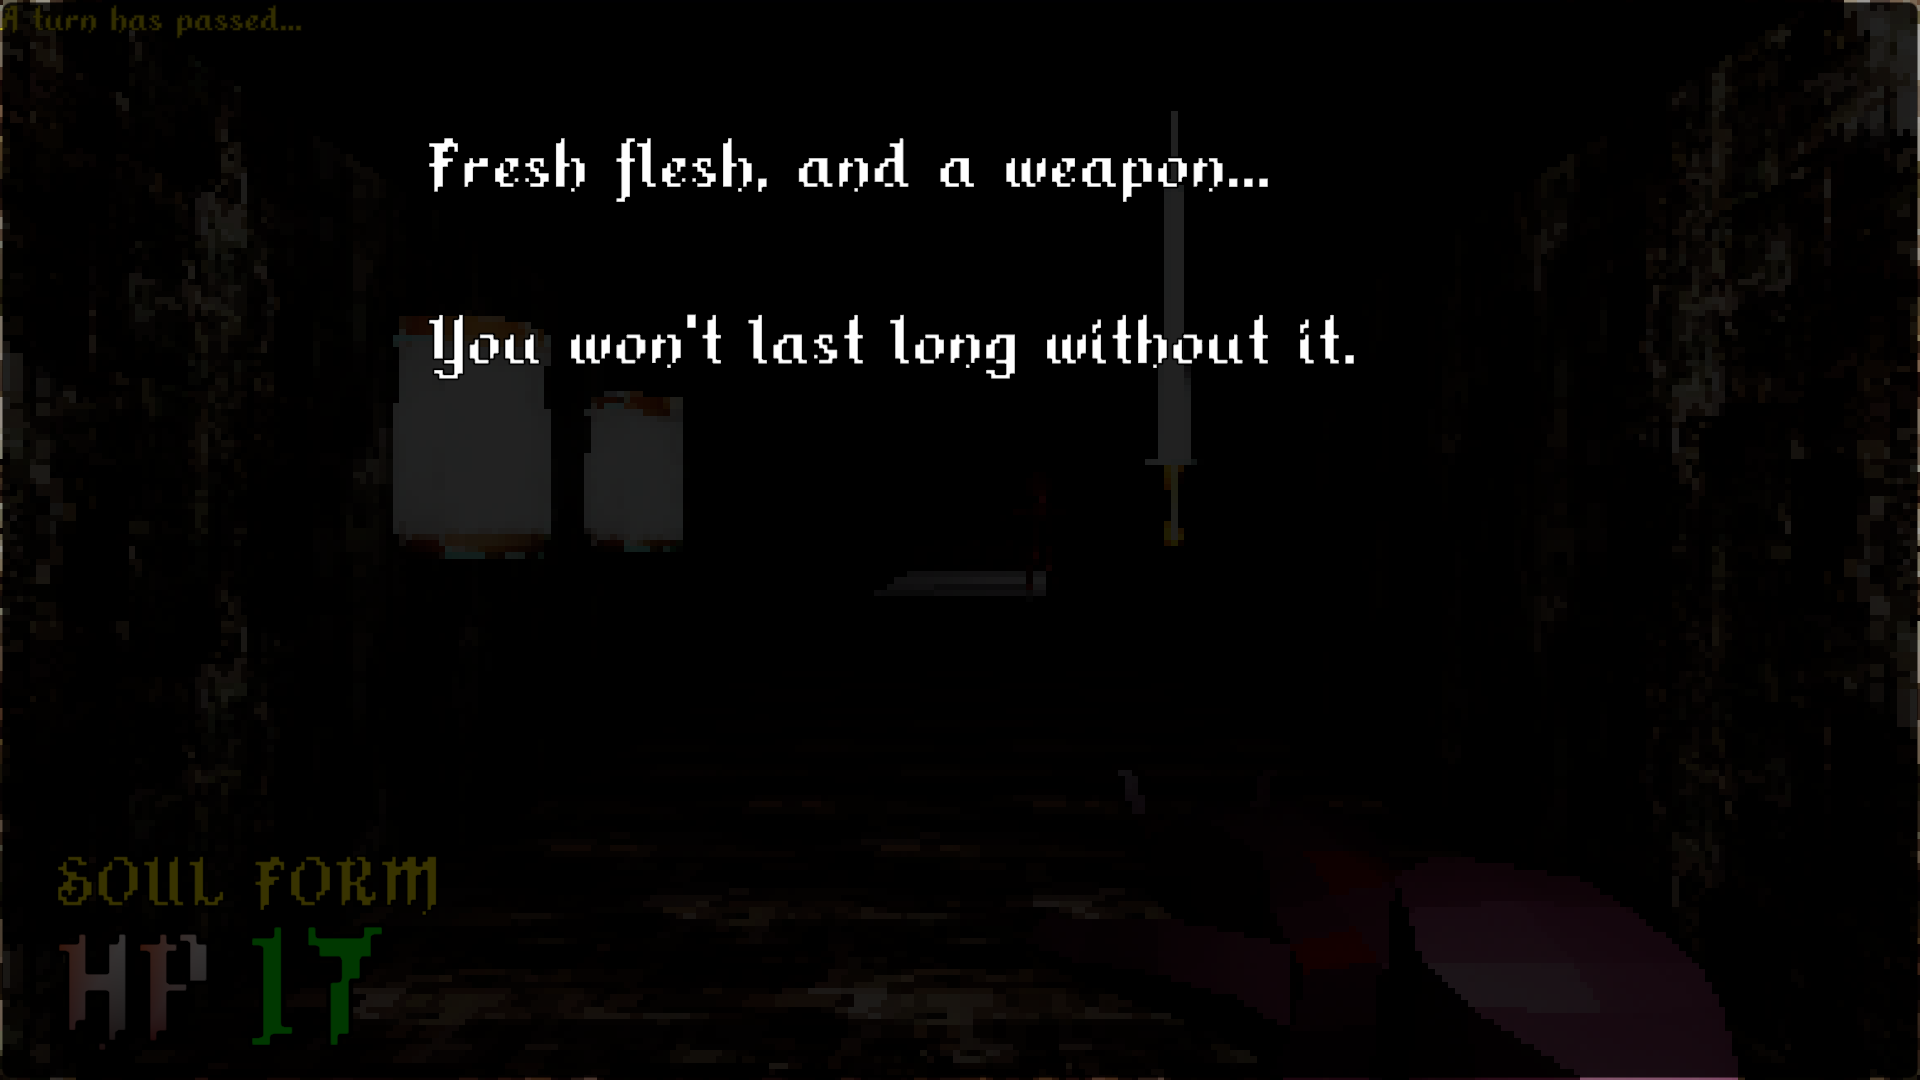 A turn has passed...
Fresh flesh, and a weapon...
You won't last long without it.
SOUL FORM
HP 17